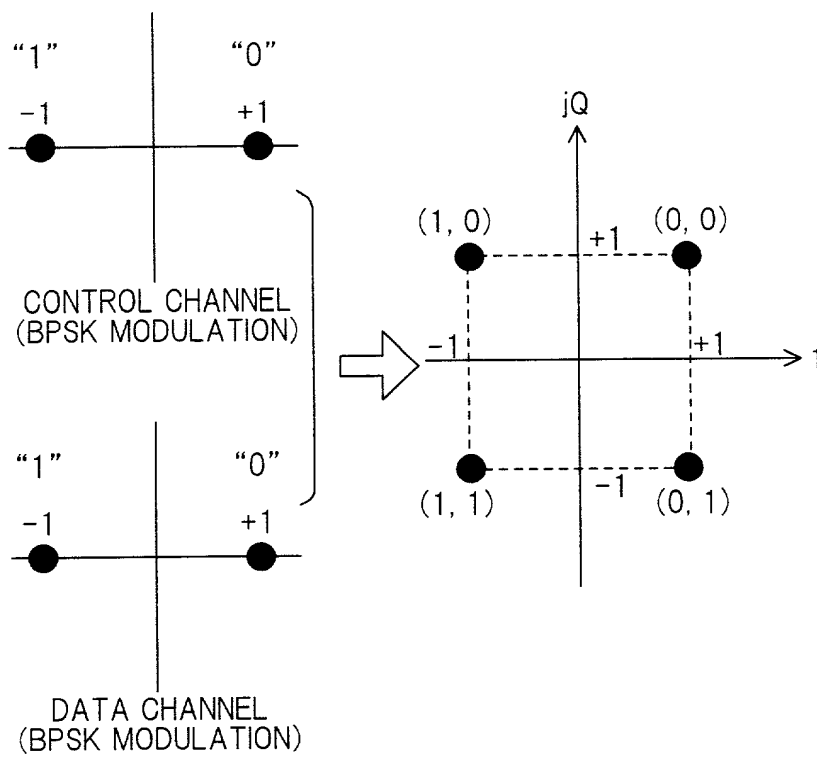 “1” “0”
-1 +1
CONTROL CHANNEL
(BPSK MODULATION)
“1” “0”
-1 +1
DATA CHANNEL
(BPSK MODULATION)
jQ
(1, 0) (0, 0)
+1
-1 +1
1
-1
(1, 1) (0, 1)